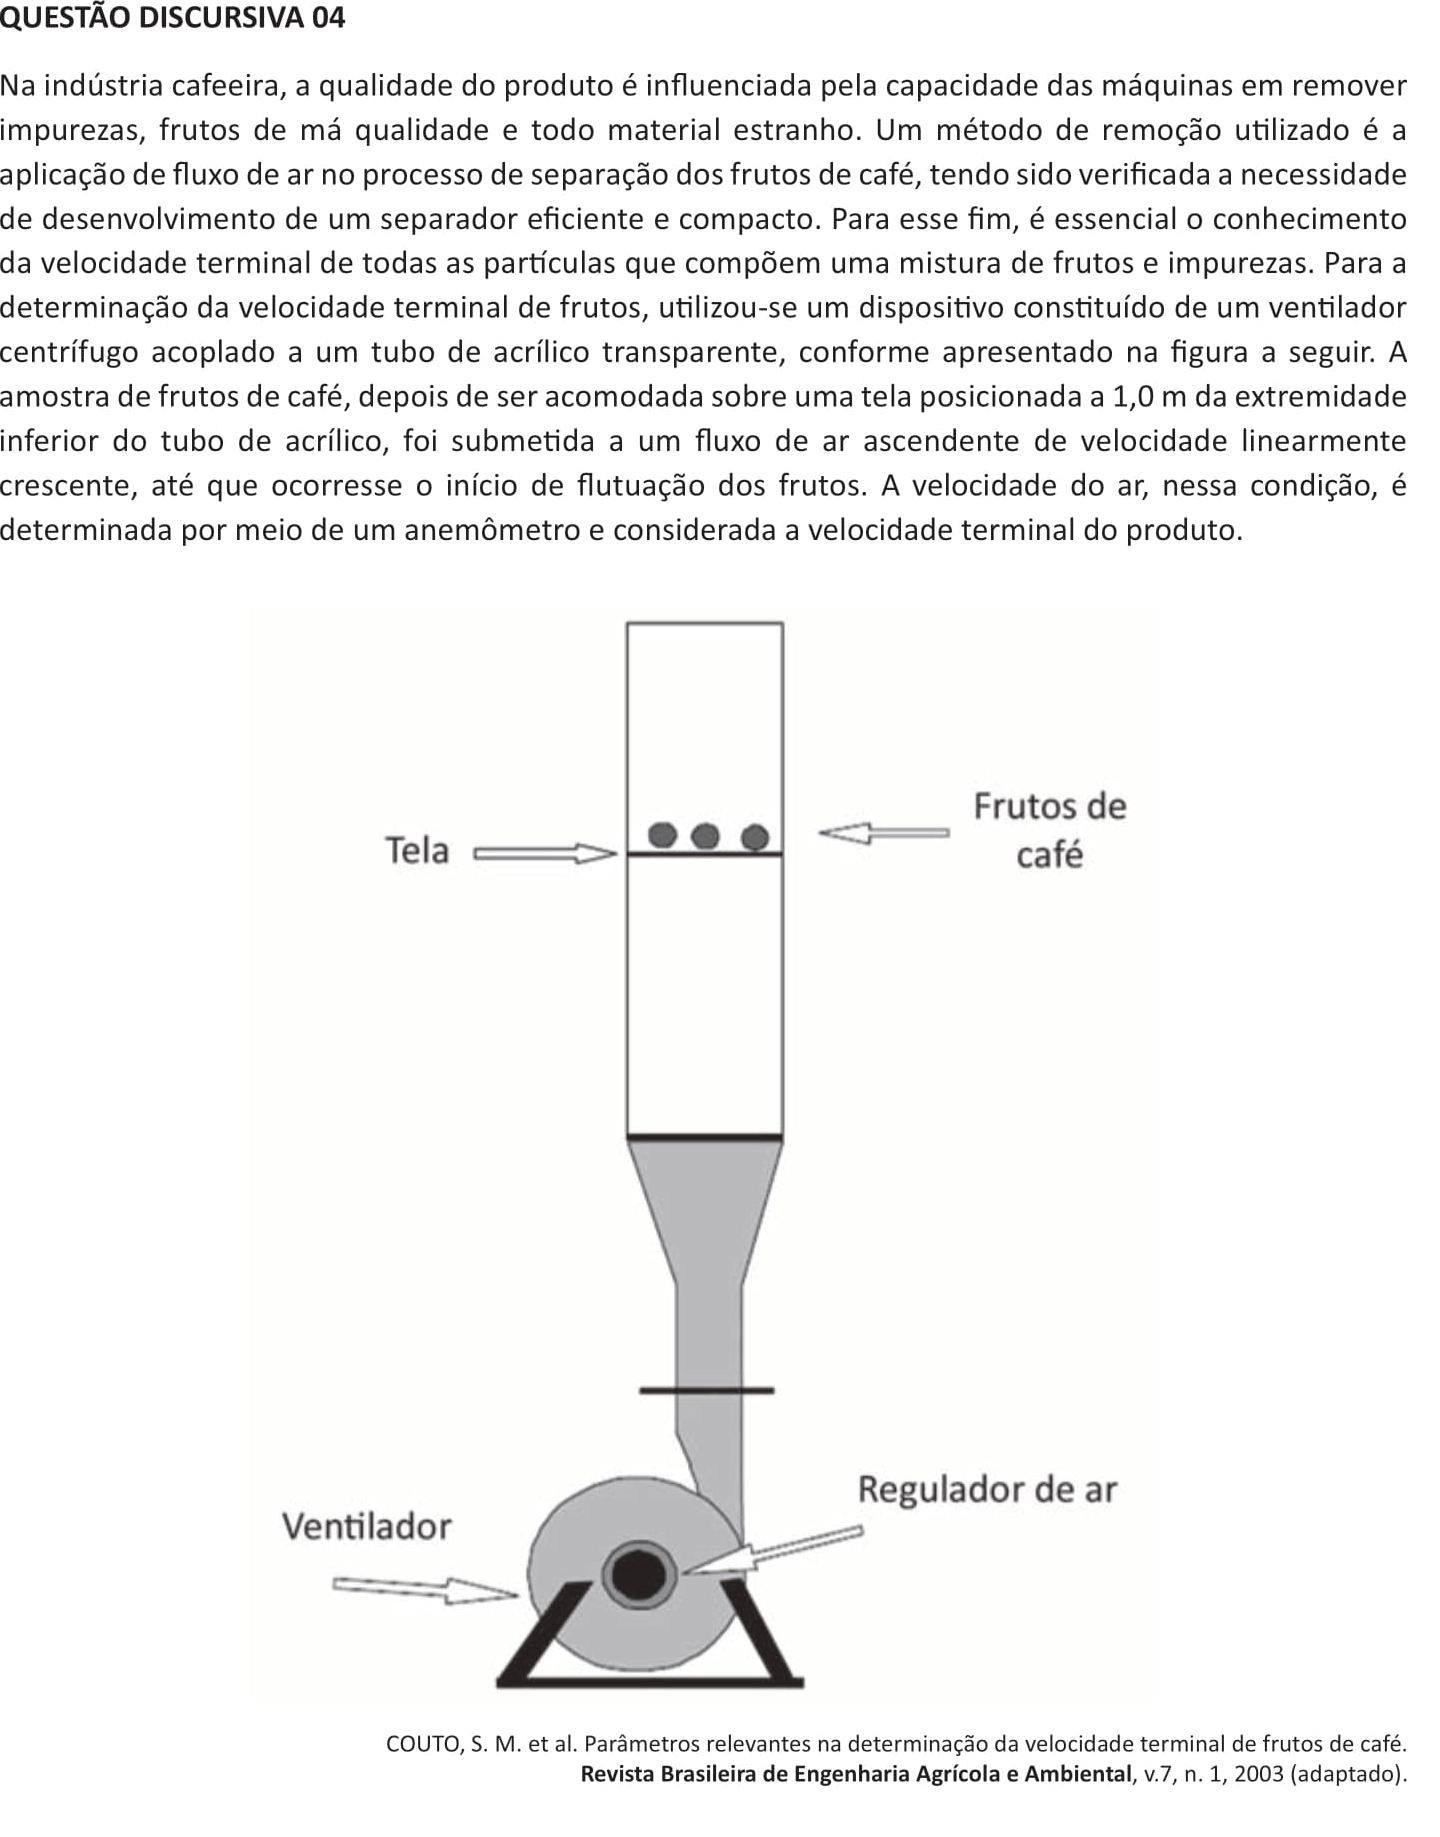 QUESTÃO DISCURSIVA 04
Na indústria cafeeira, a qualidade do produto é influenciada pela capacidade das máquinas em remover
impurezas, frutos de má qualidade e todo material estranho. Um método de remoção utilizado é a
aplicação de fluxo de ar no processo de separação dos frutos de café, tendo sido verificada a necessidade
de desenvolvimento de um separador eficiente e compacto. Para esse fim, é essencial o conhecimento
da velocidade terminal de todas as partículas que compõem uma mistura de frutos e impurezas. Para a
determinação da velocidade terminal de frutos, utilizou-se um dispositivo constituído de um ventilador
centrífugo acoplado a um tubo de acrílico transparente, conforme apresentado na figura a seguir. A
amostra de frutos de café, depois de ser acomodada sobre uma tela posicionada a 1,0 m da extremidade
inferior do tubo de acrílico, foi submetida a um fluxo de ar ascendente de velocidade linearmente
crescente, até que ocorresse o início de flutuação dos frutos. A velocidade do ar, nessa condição, é
determinada por meio de um anemômetro e considerada a velocidade terminal do produto.
Frutos de
café
Tela
Regulador de ar
Ventilador
COUTO, S. M. et al. Parâmetros relevantes na determinação da velocidade terminal de frutos de café.
Revista Brasileira de Engenharia Agrícola e Ambiental, v.7, n. 1, 2003 (adaptado).